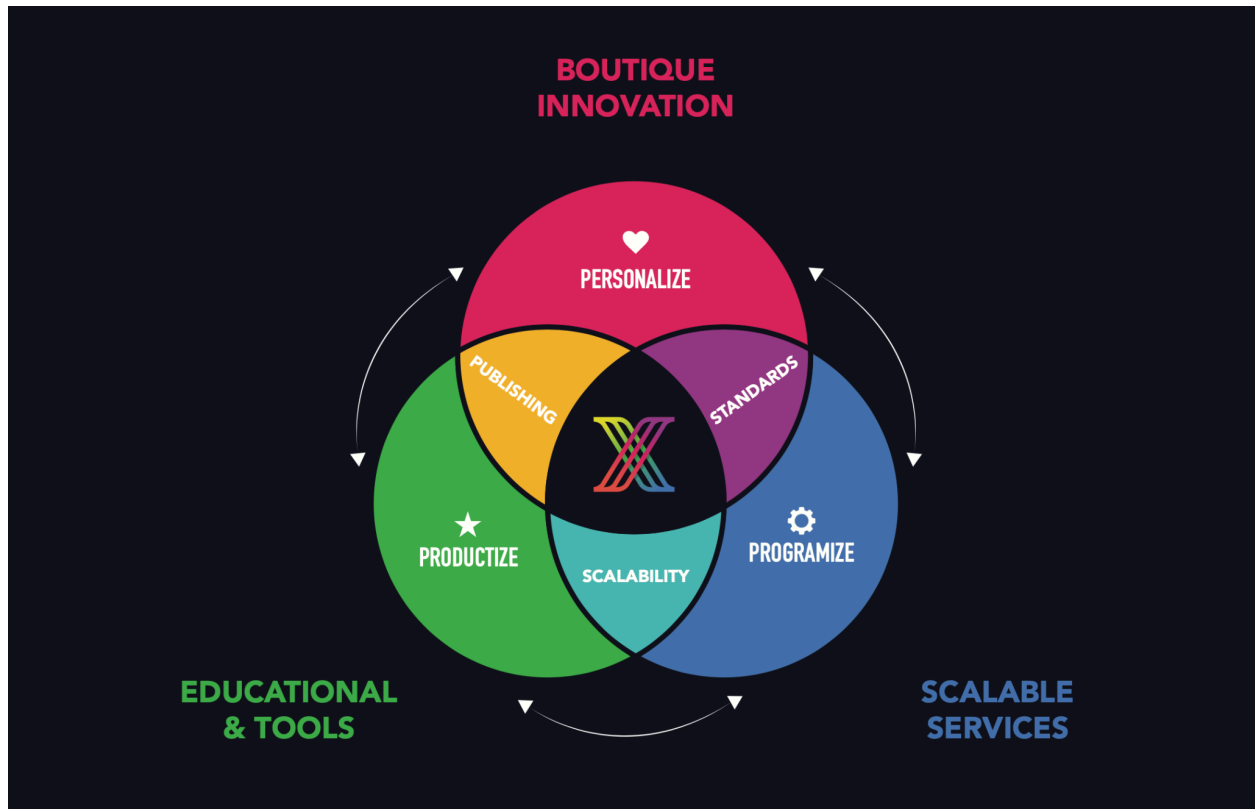 BOUTIQUE
INNOVATION
PERSONALIZE
PUBLISHING
STANDARDS
PRODUCTIZE
PROGRAMIZE
SCALABILITY
EDUCATIONAL
& TOOLS
SCALABLE
SERVICES